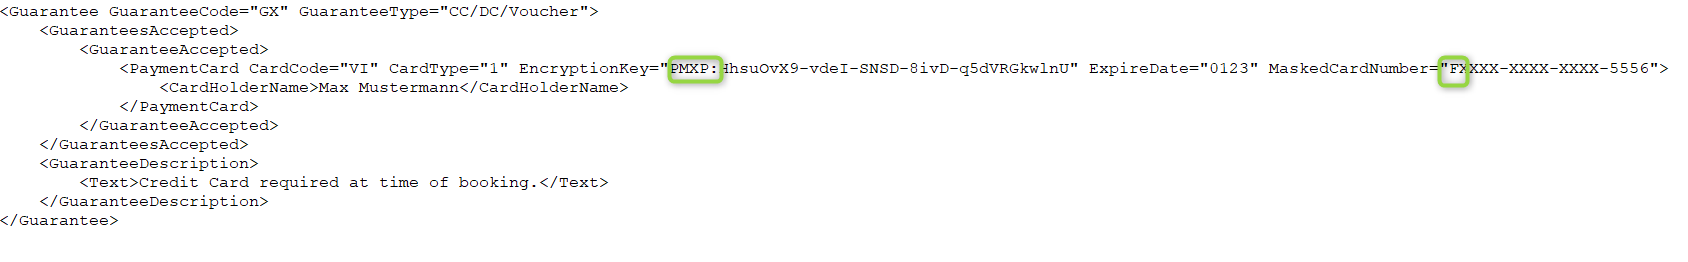 <Guarantee GuaranteeCode="GX" GuaranteeType="CC/DC/Voucher">
<GuaranteesAccepted>
<GuaranteeAccepted>
<PaymentCard CardCode="VI" CardType="1" EncryptionKey="PMXP:HhsuOvX9-vdeI-SNSD-8ivD-q5dVRGkwlnU" ExpireDate="0123" MaskedCardNumber="FXXXX-XXXX-XXXX-5556">
<CardHolderName>Max Mustermann</CardHolderName>
</PaymentCard>
</GuaranteeAccepted>
</GuaranteesAccepted>
<GuaranteeDescription>
<Text>Credit Card required at time of booking.</Text>
</GuaranteeDescription>
</Guarantee>